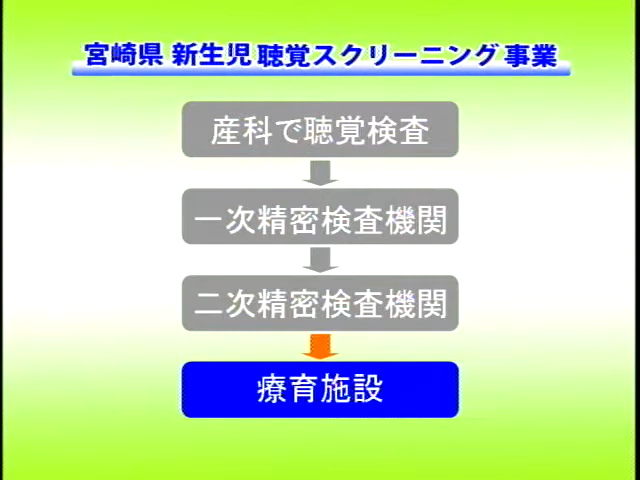 宮崎県 新生児 聴覚スクリーニング 事業
産科で聴覚検査
一次精密検査機関
二次精密検査機関
療育施設